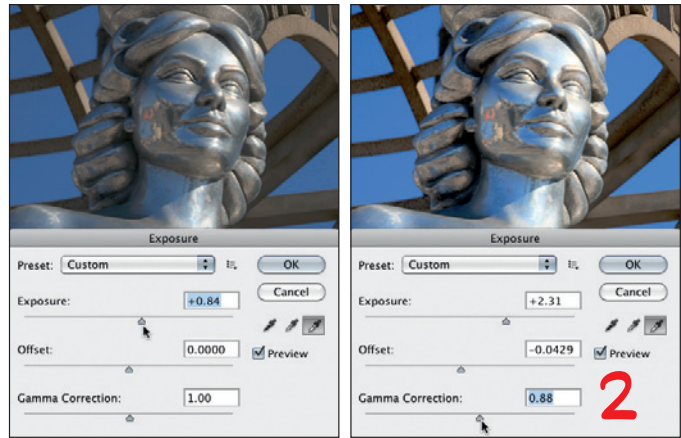 Exposure
Preset: Custom
OK
Cancel
Exposure: +0.84
Offset: 0.0000
Preview
Gamma Correction: 1.00
Exposure
Preset: Custom
OK
Cancel
Exposure: +2.31
Offset: -0.0429
Preview
Gamma Correction: 0.88
2